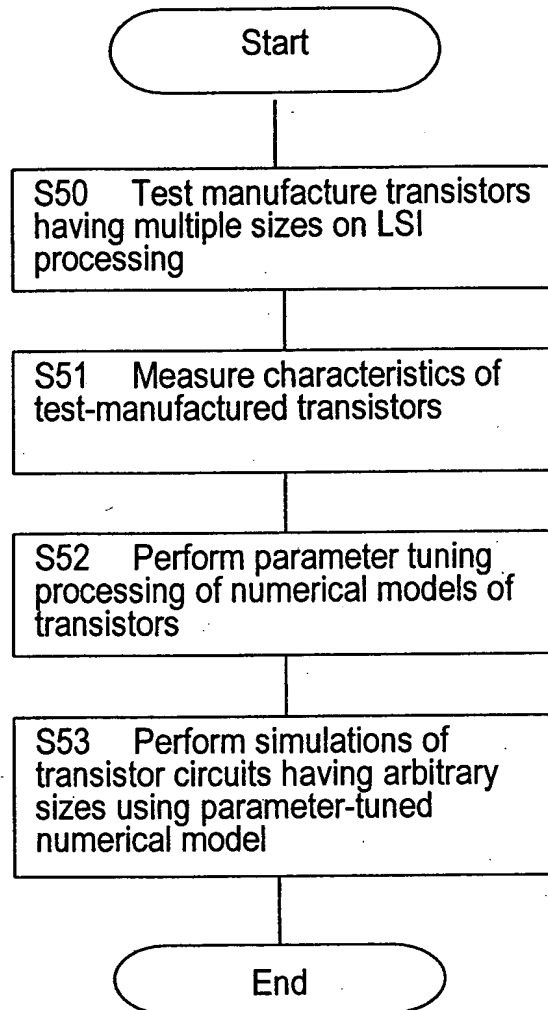 Start
S50 Test manufacture transistors
having multiple sizes on LSI
processing
S51 Measure characteristics of
test-manufactured transistors
S52 Perform parameter tuning
processing of numerical models of
transistors
S53 Perform simulations of
transistor circuits having arbitrary
sizes using parameter-tuned
numerical model
End